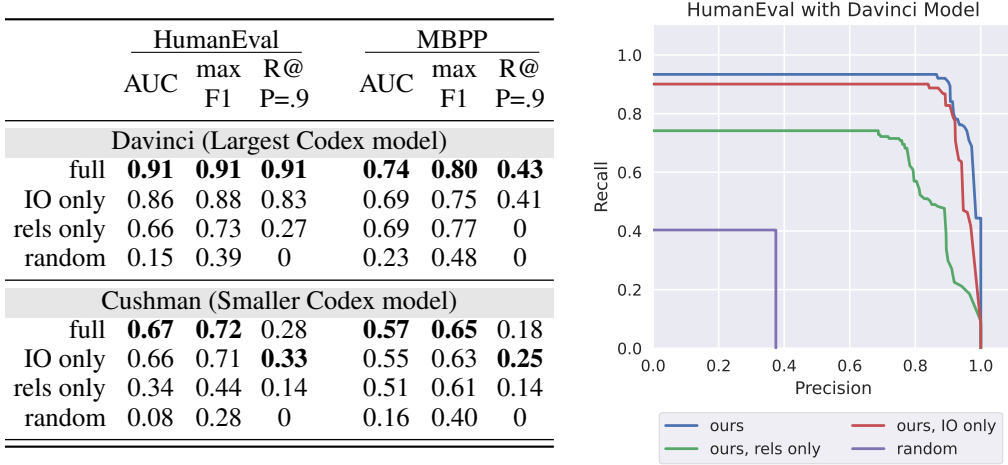 HumanEval MBPP
AUC max F1 R@ P=.9 AUC max F1 R@ P=.9
Davinci (Largest Codex model)
full 0.91 0.91 0.91 0.74 0.80 0.43
IO only 0.86 0.88 0.83 0.69 0.75 0.41
rels only 0.66 0.73 0.27 0.69 0.77 0
random 0.15 0.39 0 0.23 0.48 0
Cushman (Smaller Codex model)
full 0.67 0.72 0.28 0.57 0.65 0.18
IO only 0.66 0.71 0.33 0.55 0.63 0.25
rels only 0.34 0.44 0.14 0.51 0.61 0.14
random 0.08 0.28 0 0.16 0.40 0
HumanEval with Davinci Model
Recall
1.0
0.8
0.6
0.4
0.2
0.0
0.0 0.2 0.4 0.6 0.8 1.0
Precision
ours ours, IO only
ours, rels only random